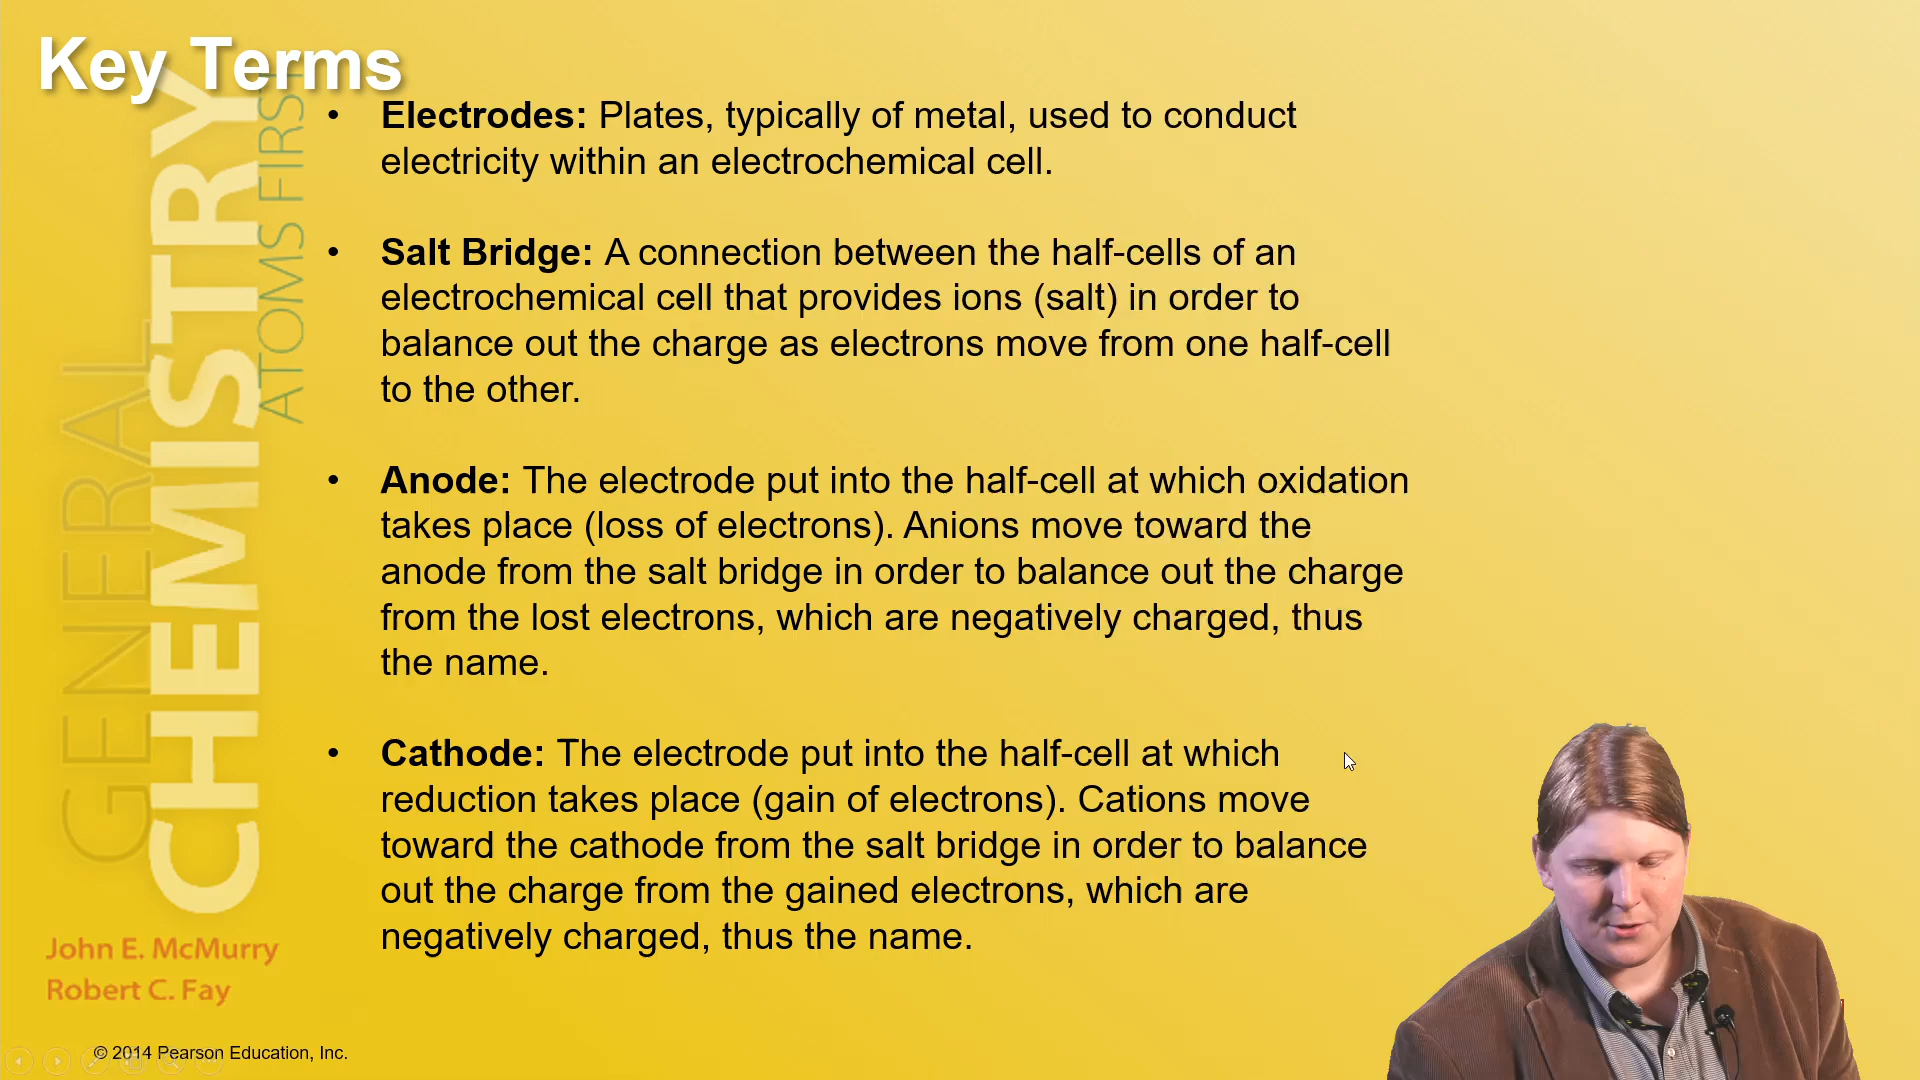 Key Terms
• Electrodes: Plates, typically of metal, used to conduct
electricity within an electrochemical cell.
• Salt Bridge: A connection between the half-cells of an
electrochemical cell that provides ions (salt) in order to
balance out the charge as electrons move from one half-cell
to the other.
• Anode: The electrode put into the half-cell at which oxidation
takes place (loss of electrons). Anions move toward the
anode from the salt bridge in order to balance out the charge
from the lost electrons, which are negatively charged, thus
the name.
• Cathode: The electrode put into the half-cell at which
reduction takes place (gain of electrons). Cations move
toward the cathode from the salt bridge in order to balance
out the charge from the gained electrons, which are
negatively charged, thus the name.
GENERAL
CHEMISTRY
ATOMS FIRST
John E. McMurry
Robert C. Fay
© 2014 Pearson Education, Inc.